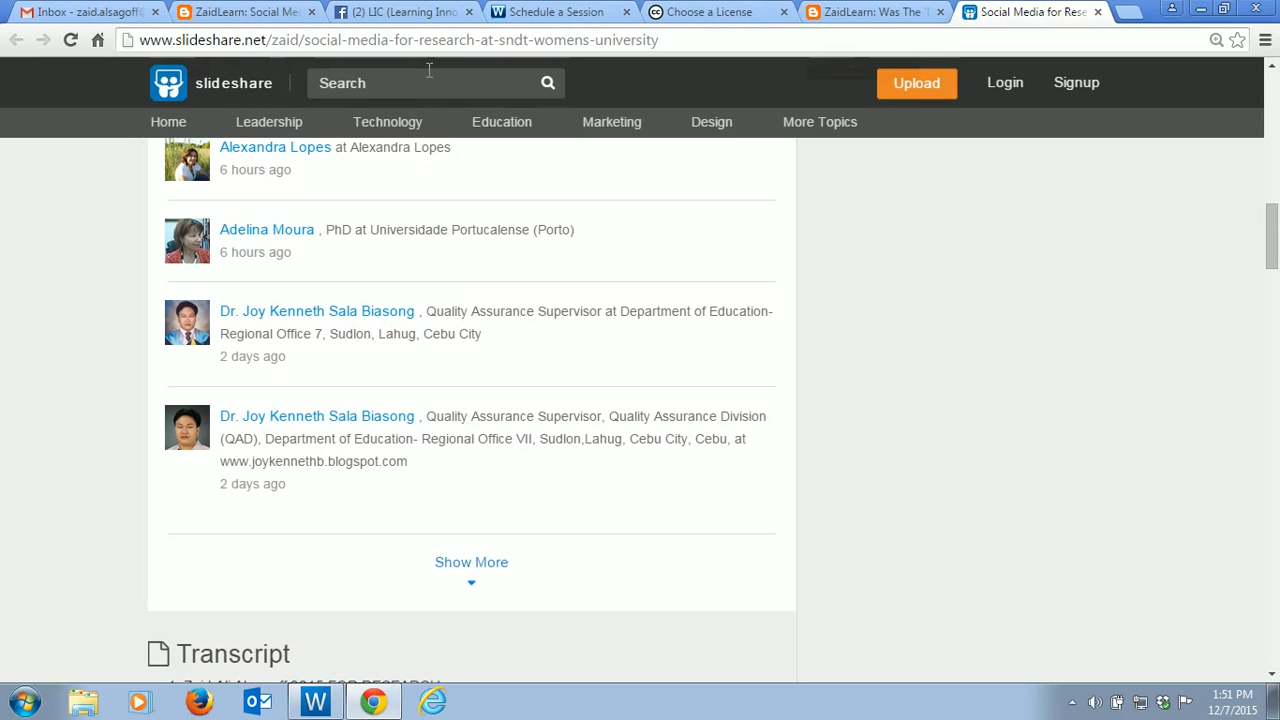 Inbox - zaid.alsagoff@
ZaidLearn: Social Me
(2) LIC (Learning Inno
Schedule a Session
Choose a License
ZaidLearn: Was The '
Social Media for Rese
www.slideshare.net/zaid/social-media-for-research-at-sndt-womens-university
slideshare
Search
Upload
Login
Signup
Home
Leadership
Technology
Education
Marketing
Design
More Topics
Alexandra Lopes at Alexandra Lopes
6 hours ago
Adelina Moura , PhD at Universidade Portucalense (Porto)
6 hours ago
Dr. Joy Kenneth Sala Biasong , Quality Assurance Supervisor at Department of Education-
Regional Office 7, Sudlon, Lahug, Cebu City
2 days ago
Dr. Joy Kenneth Sala Biasong , Quality Assurance Supervisor, Quality Assurance Division
(QAD), Department of Education- Regional Office VII, Sudlon,Lahug, Cebu City, Cebu, at
www.joykennethb.blogspot.com
2 days ago
Show More
Transcript
1:51 PM
12/7/2015